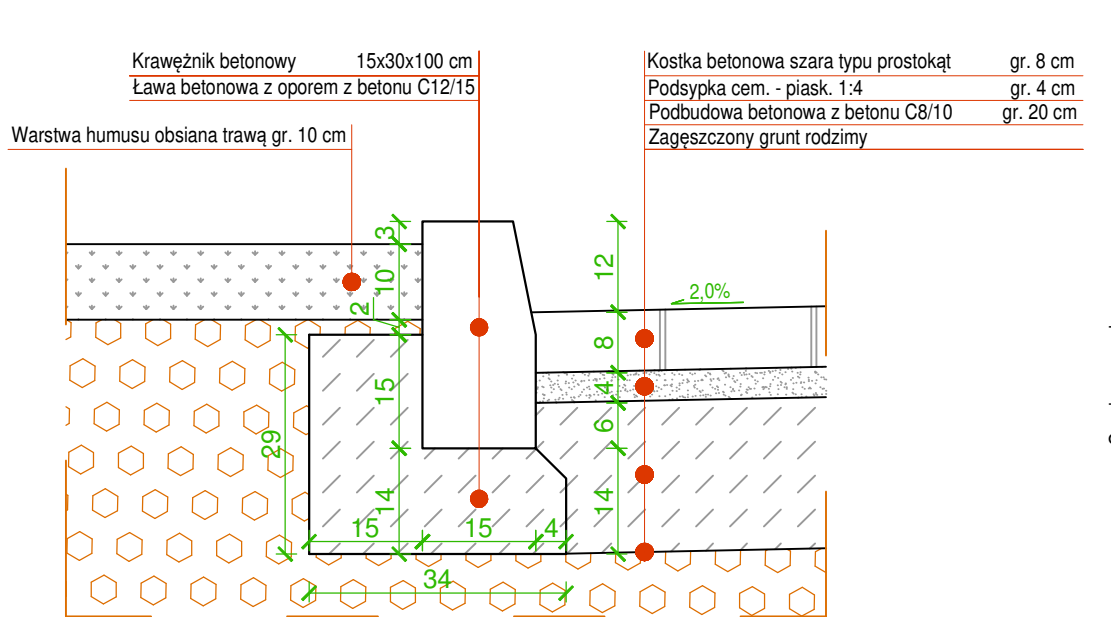 Krawężnik betonowy 15x30x100 cm
Ława betonowa z oporem z betonu C12/15
Warstwa humusu obsiana trawą gr. 10 cm
Kostka betonowa szara typu prostokąt gr. 8 cm
Podsypka cem. - piask. 1:4 gr. 4 cm
Podbudowa betonowa z betonu C8/10 gr. 20 cm
Zagęszczony grunt rodzimy
3
10
2
15
29
14
15 15 4
34
12
2,0%
8
4
6
14